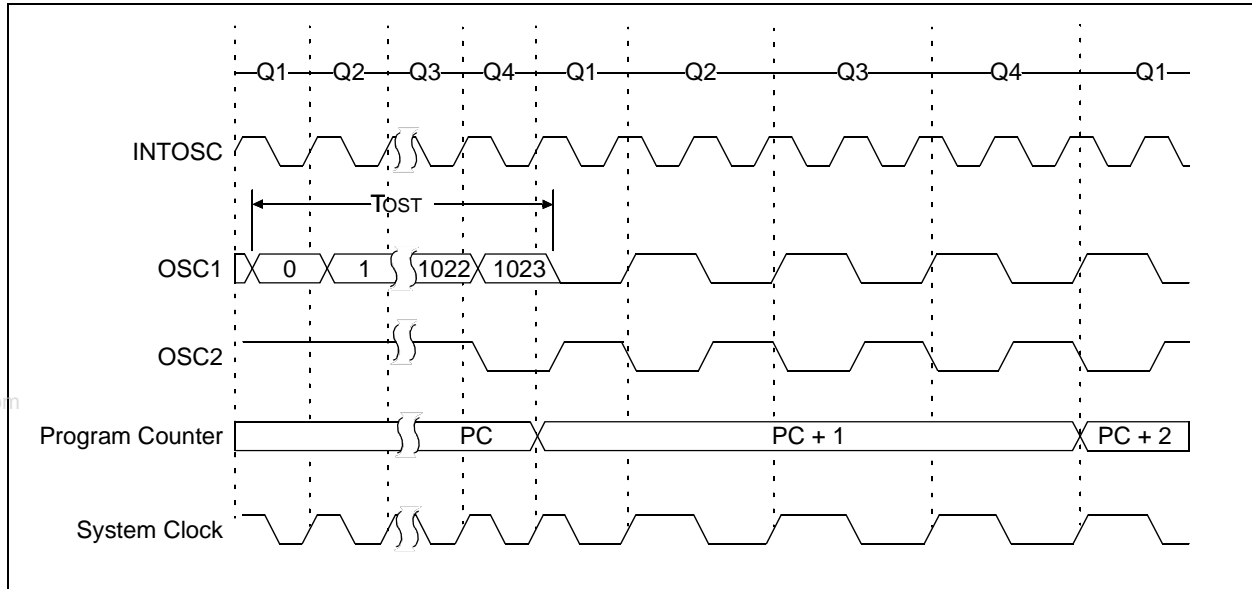 Q1 Q2 Q3 Q4 Q1 Q2 Q3 Q4 Q1
INTOSC
TOST
OSC1 0 1 1022 1023
OSC2
om
Program Counter PC PC + 1 PC + 2
System Clock